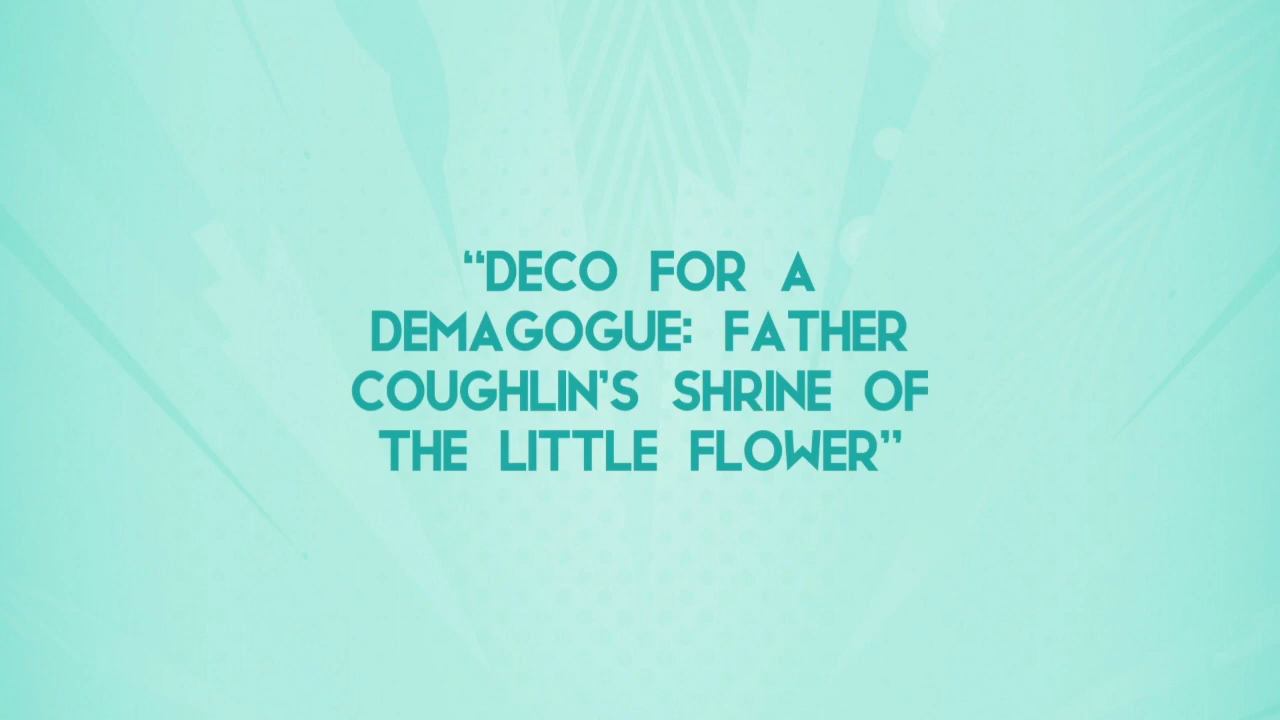 “DECO FOR A
DEMAGOGUE: FATHER
COUGHLIN’S SHRINE OF
THE LITTLE FLOWER”